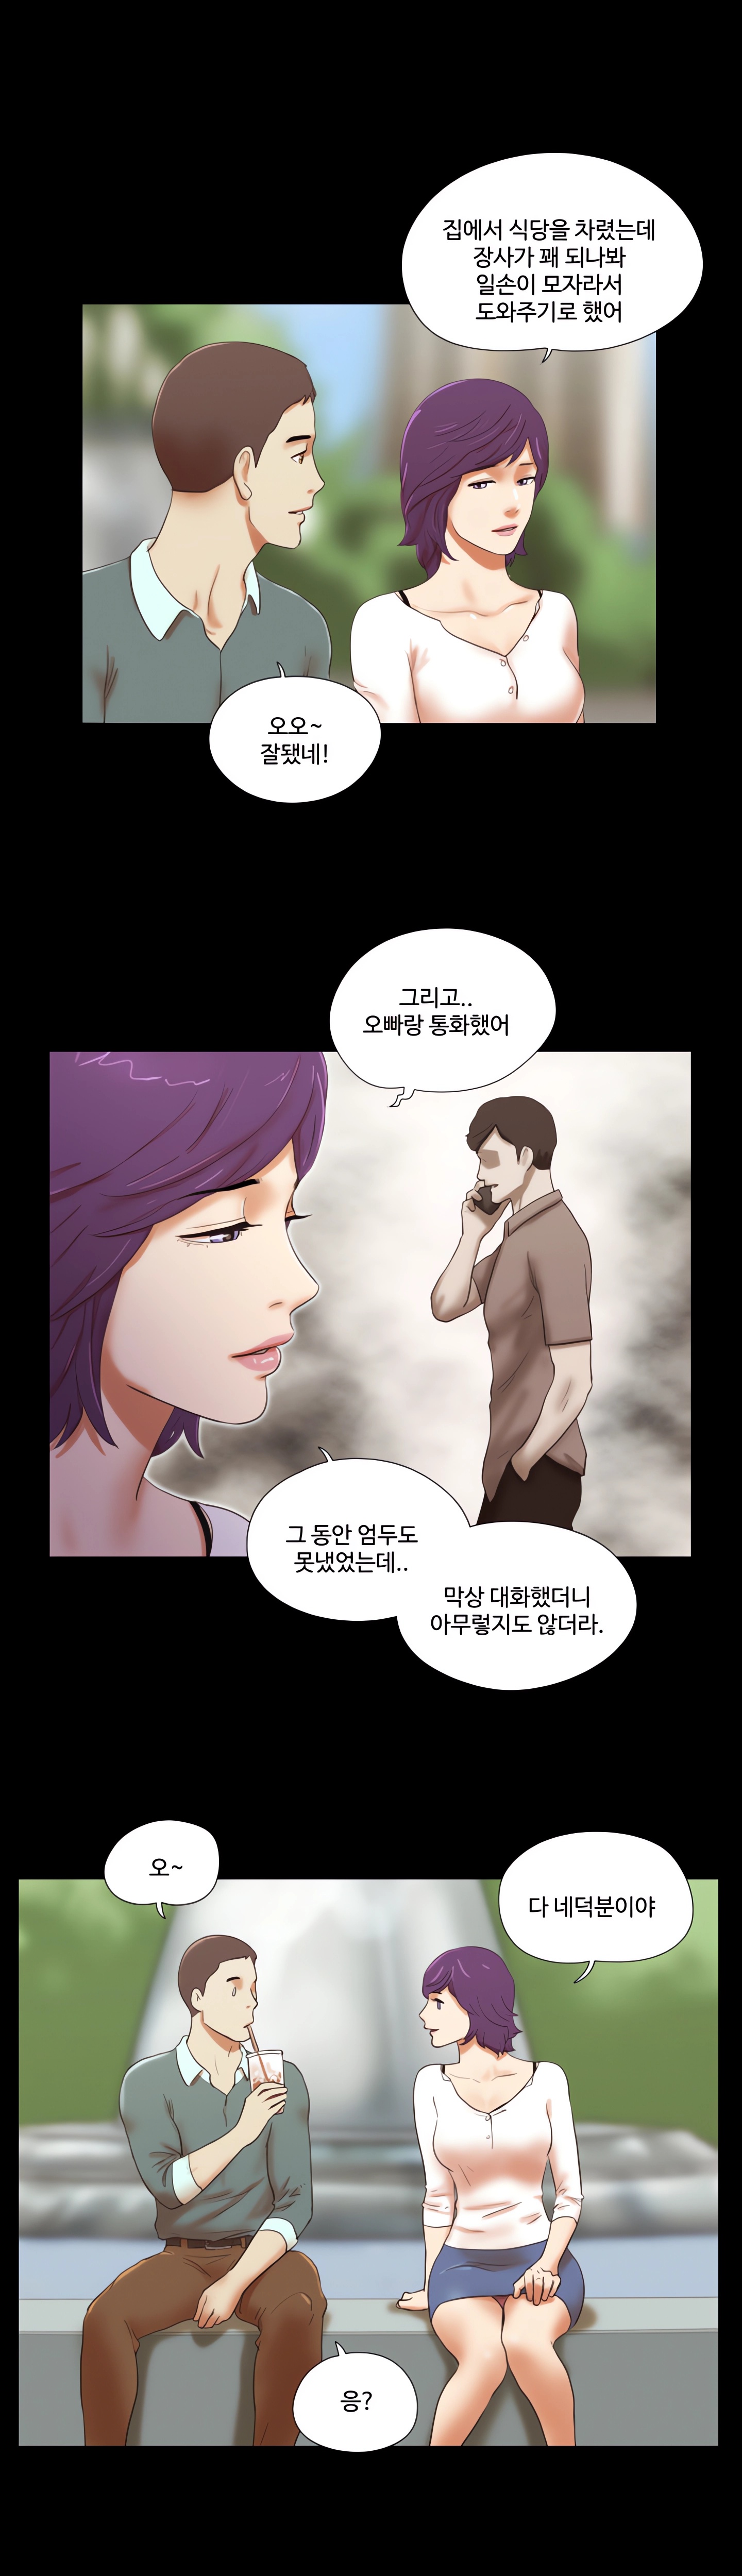 집에서 식당을 차렸는데
장사가 꽤 되나봐
일손이 모자라서
도와주기로 했어
오오~
잘됐네!
그리고..
오빠랑 통화했어
그 동안 엄두도
못냈었는데..
막상 대화했더니
아무렇지도 않더라.
오~
다 네덕분이야
응?